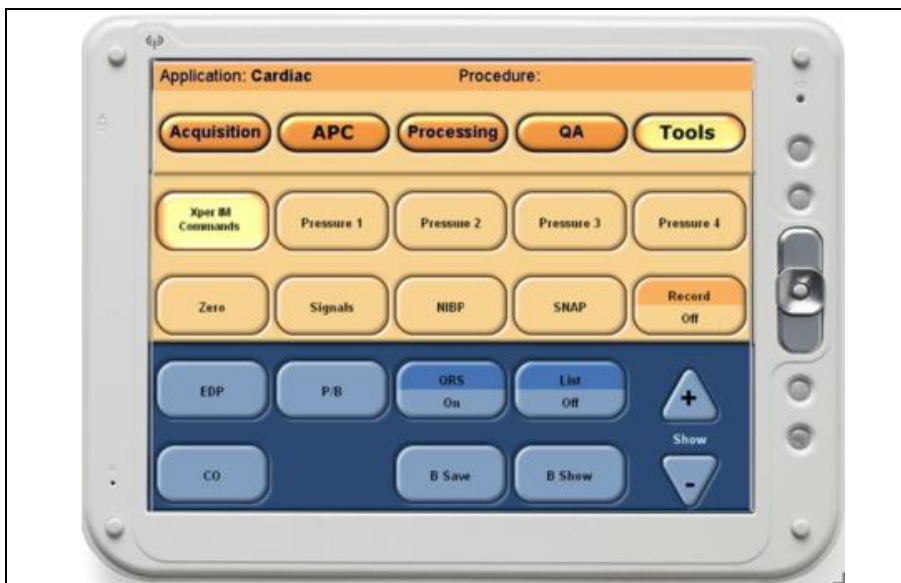 Application: Cardiac Procedure:
Acquisition APC Processing QA Tools
Xper IM
Commands
Pressure 1 Pressure 2 Pressure 3 Pressure 4
Zero Signals NIBP SNAP
Record
Off
EDP P/B
QRS
On
List
Off
+
Show
CO B Save B Show
-